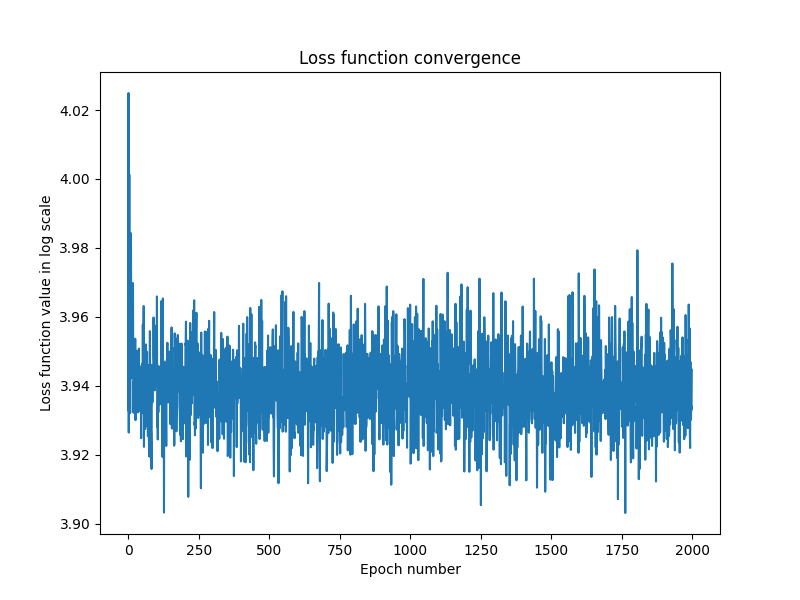 Loss function convergence
4.02
4.00
3.98
3.96
3.94
3.92
3.90
Loss function value in log scale
0 250 500 750 1000 1250 1500 1750 2000
Epoch number